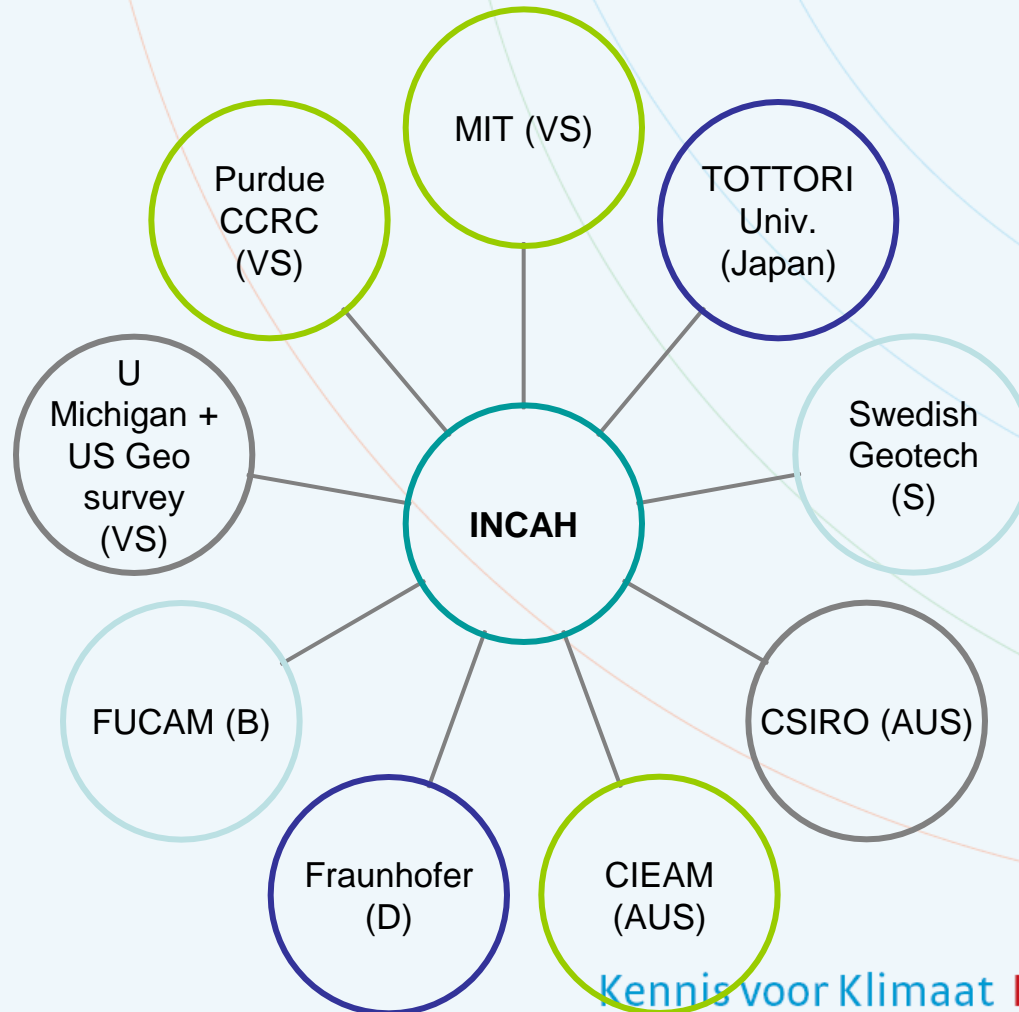 MIT (VS)
Purdue
CCRC
(VS)
TOTTORI
Univ.
(Japan)
U
Michigan +
US Geo
survey
(VS)
Swedish
Geotech
(S)
INCAH
FUCAM (B)
CSIRO (AUS)
Fraunhofer
(D)
CIEAM
(AUS)
Kennis voor Klimaat